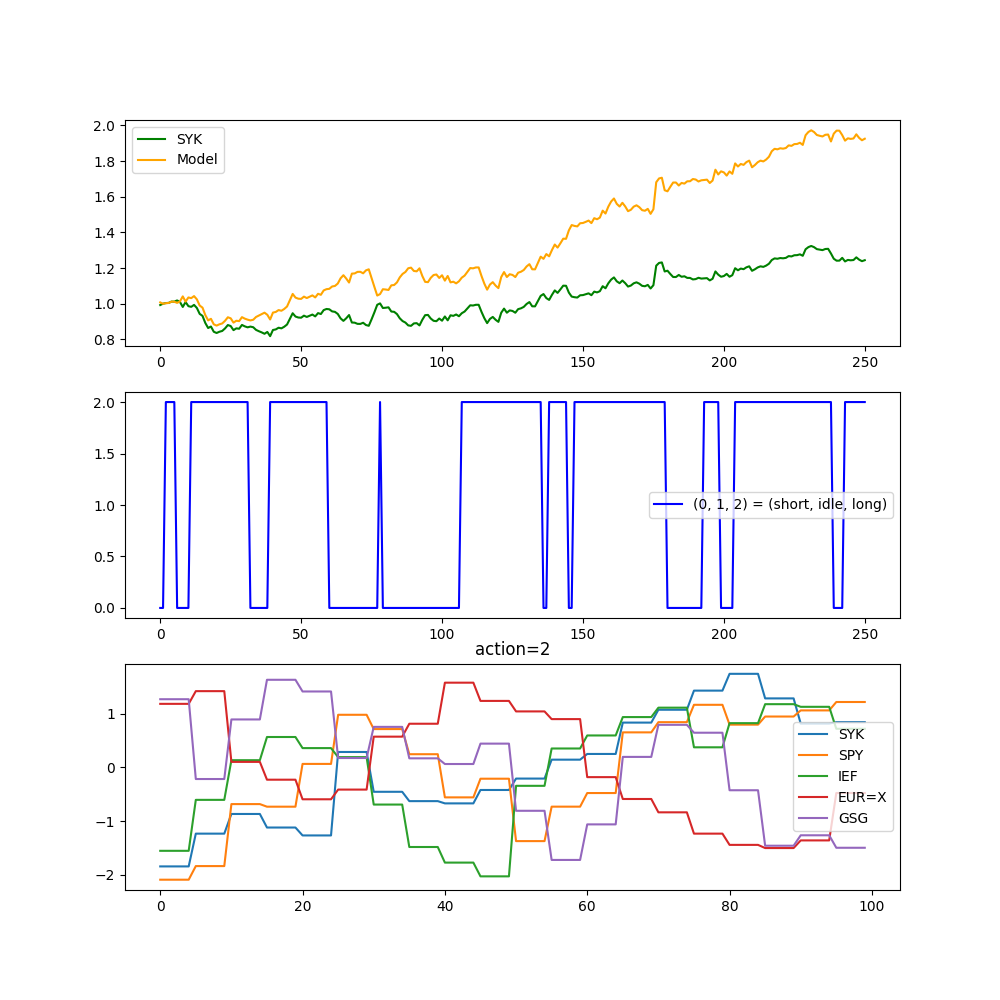 2.0
1.8
1.6
1.4
1.2
1.0
0.8
SYK
Model
0 50 100 150 200 250
2.0
1.5
1.0
0.5
0.0
(0, 1, 2) = (short, idle, long)
0 50 100 150 200 250
action=2
1
0
−1
−2
SYK
SPY
IEF
EUR=X
GSG
0 20 40 60 80 100